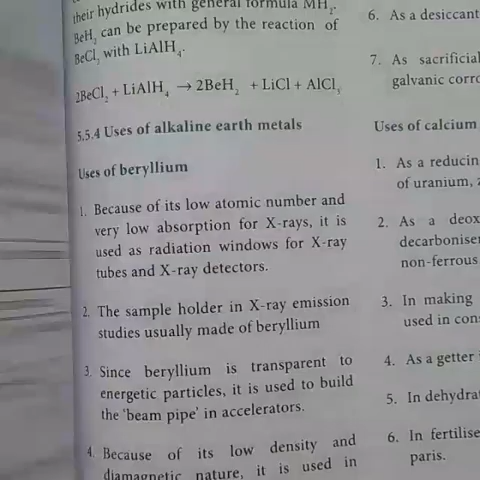 their hydrides with general formula MH₂.
BeH₂ can be prepared by the reaction of
BeCl₂ with LiAlH₄.
2BeCl₂ + LiAlH₄ → 2BeH₂ + LiCl + AlCl₃
5.5.4 Uses of alkaline earth metals
Uses of beryllium
1. Because of its low atomic number and
very low absorption for X-rays, it is
used as radiation windows for X-ray
tubes and X-ray detectors.
2. The sample holder in X-ray emission
studies usually made of beryllium
3. Since beryllium is transparent to
energetic particles, it is used to build
the 'beam pipe' in accelerators.
4. Because of its low density and
diamagnetic nature, it is used in
6. As a desiccant
7. As sacrificial
galvanic
Uses of calcium
1. As a
of uranium,
2. As a
non-ferrous
3. In making
used in
4. As a getter
5. In
6. In
paris.